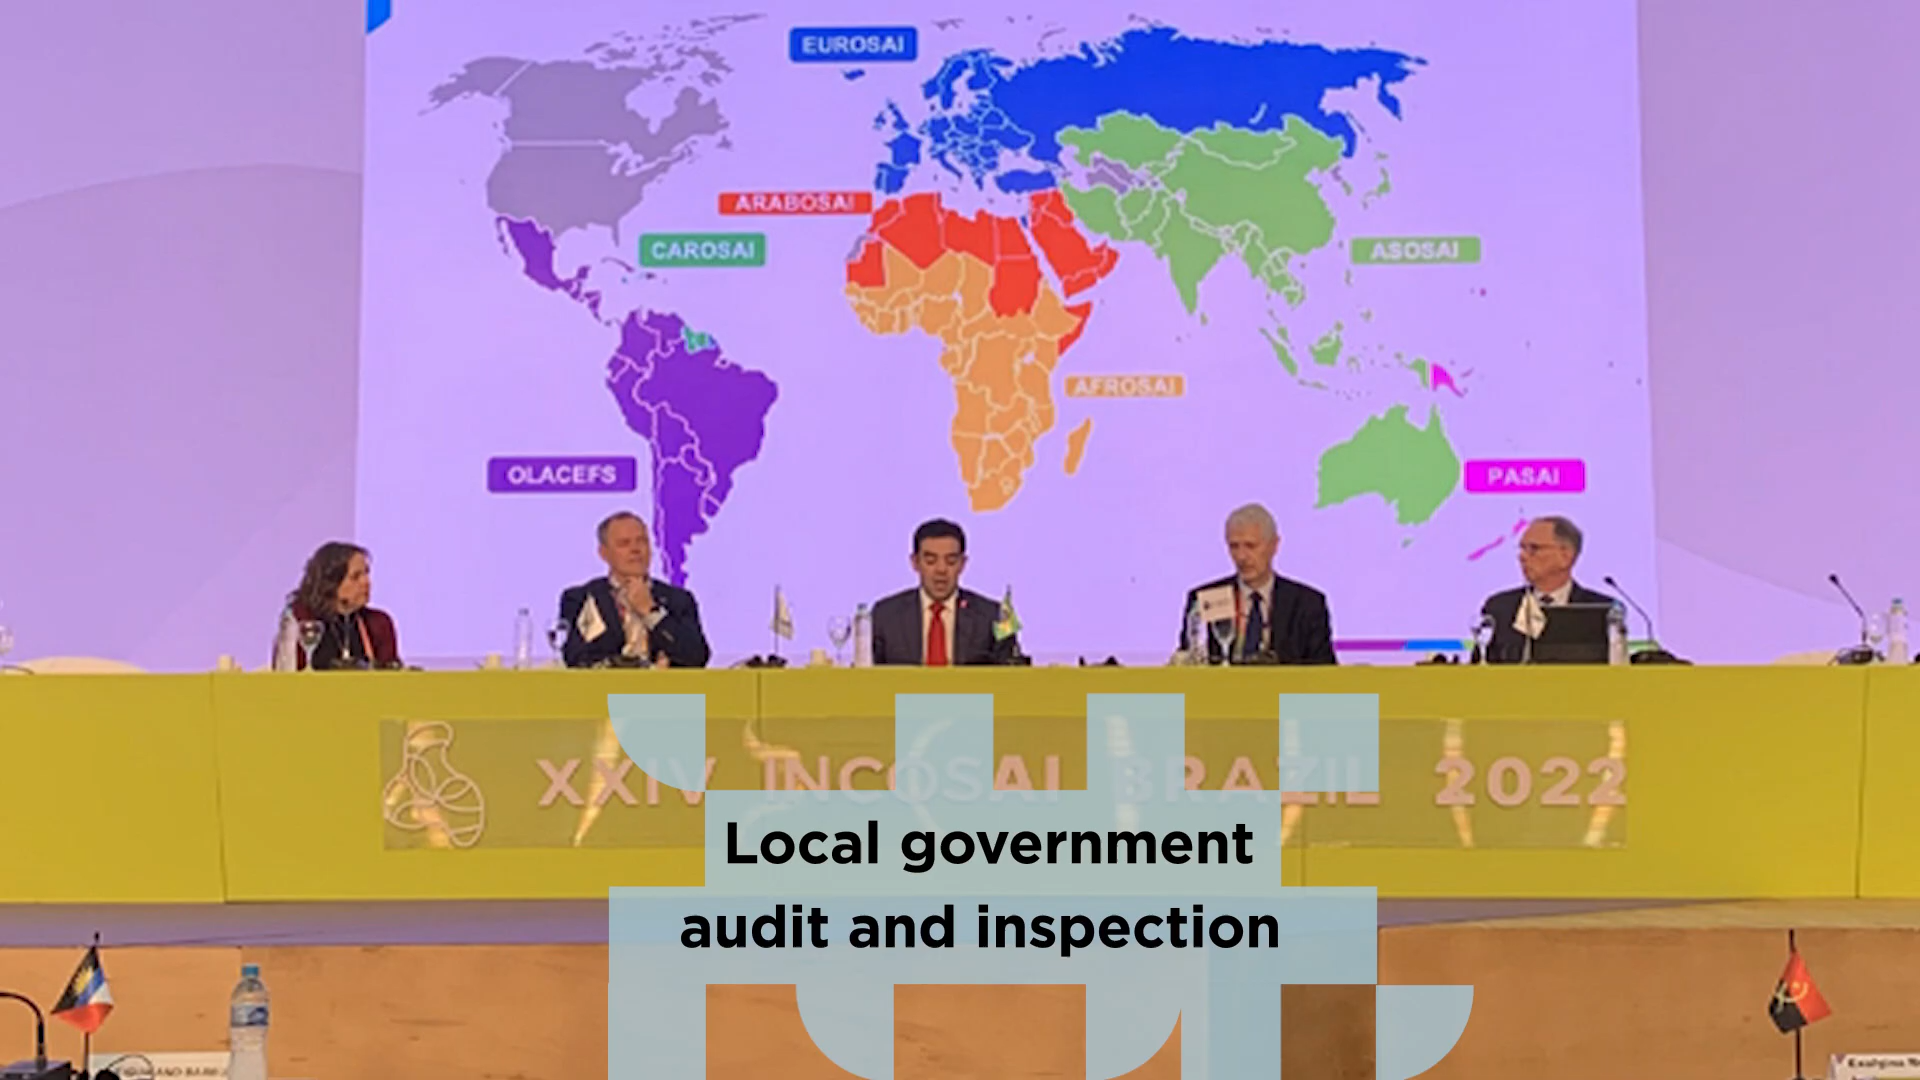 EUROSAI
ARABOSAI
CAROSAI
ASOSAI
AFROSAI
OLACEFS
PASAI
XXIV INCOSAI BRAZIL 2022
Local government
audit and inspection